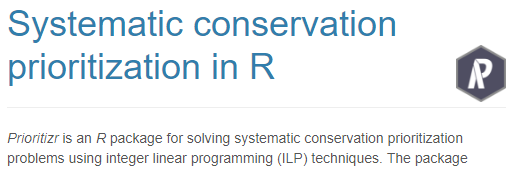 Systematic conservation
prioritization in R
Prioritizr is an R package for solving systematic conservation prioritization
problems using integer linear programming (ILP) techniques. The package